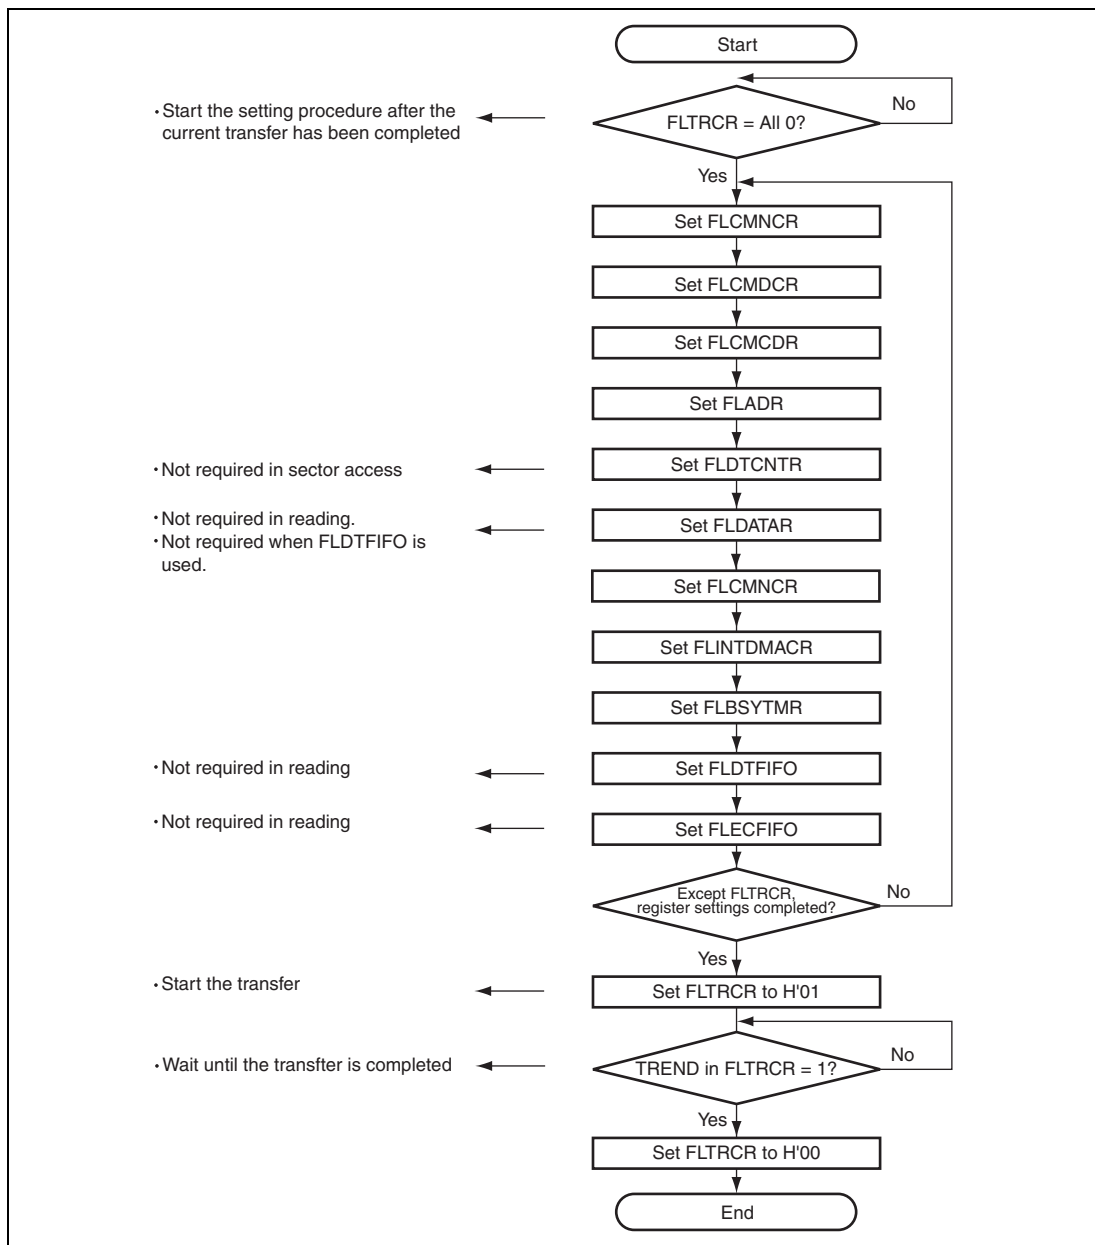 Start
· Start the setting procedure after the
current transfer has been completed
FLTRCR = All 0?
No
Yes
Set FLCMNCR
Set FLCMDCR
Set FLCMCDR
Set FLADR
· Not required in sector access
Set FLDTCNTR
· Not required in reading.
· Not required when FLDTFIFO is
used.
Set FLDATAR
Set FLCMNCR
Set FLINTDMACR
Set FLBSYTMR
· Not required in reading
Set FLDTFIFO
· Not required in reading
Set FLECFIFO
Except FLTRCR,
register settings completed?
No
Yes
· Start the transfer
Set FLTRCR to H'01
· Wait until the transfter is completed
TREND in FLTRCR = 1?
No
Yes
Set FLTRCR to H'00
End